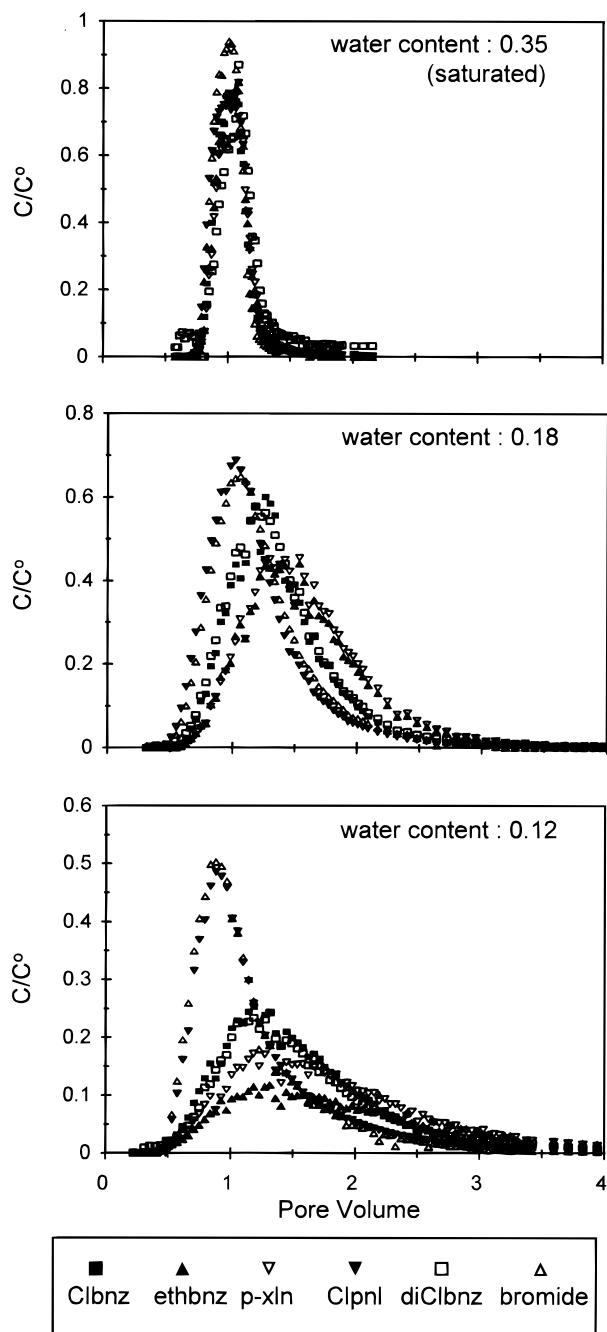 1
water content : 0.35
(saturated)
0.8
0.6
C/Cº
0.4
0.2
0
0.8
water content : 0.18
0.6
C/Cº
0.4
0.2
0
0.6
water content : 0.12
0.5
0.4
C/Cº
0.3
0.2
0.1
0
0 1 2 3 4
Pore Volume
Clbnz ethbnz p-xln Clpnl diClbnz bromide